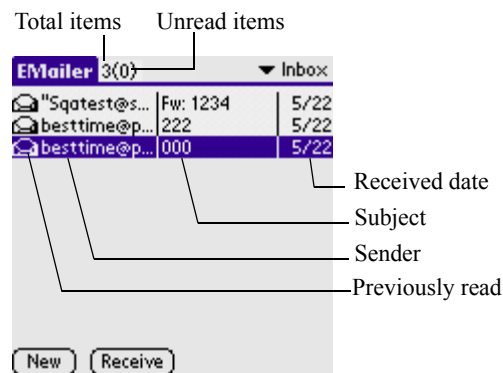 Total items Unread items
EMailer 3(0) Inbox
"Sqatest@s... Fw: 1234 5/22
besttime@p... 222 5/22
besttime@p... 000 5/22
Received date
Subject
Sender
Previously read
New Receive